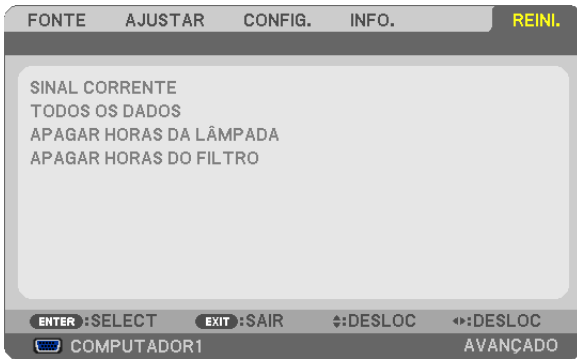 FONTE AJUSTAR CONFIG. INFO. REINI.
SINAL CORRENTE
TODOS OS DADOS
APAGAR HORAS DA LÂMPADA
APAGAR HORAS DO FILTRO
ENTER :SELECT EXIT :SAIR :DESLOC :DESLOC
COMPUTADOR1 AVANÇADO